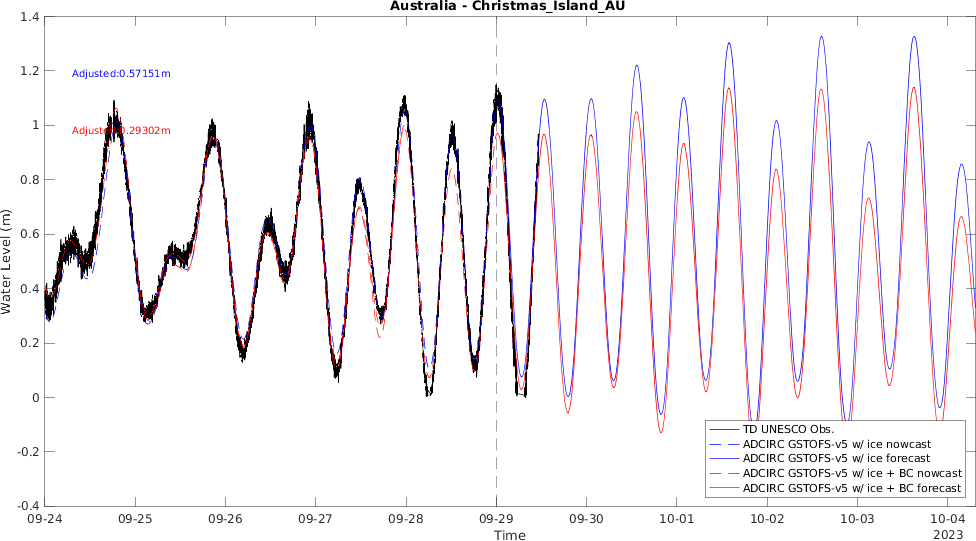 Australia - Christmas_Island_AU
1.4
1.2
1
0.8
0.6
0.4
0.2
0
-0.2
-0.4
Water Level (m)
Adjusted:0.57151m
Adjusted:0.29302m
TD UNESCO Obs.
ADCIRC GSTOFS-v5 w/ ice nowcast
ADCIRC GSTOFS-v5 w/ ice forecast
ADCIRC GSTOFS-v5 w/ ice + BC nowcast
ADCIRC GSTOFS-v5 w/ ice + BC forecast
09-24 09-25 09-26 09-27 09-28 09-29 09-30 10-01 10-02 10-03 10-04
Time
2023